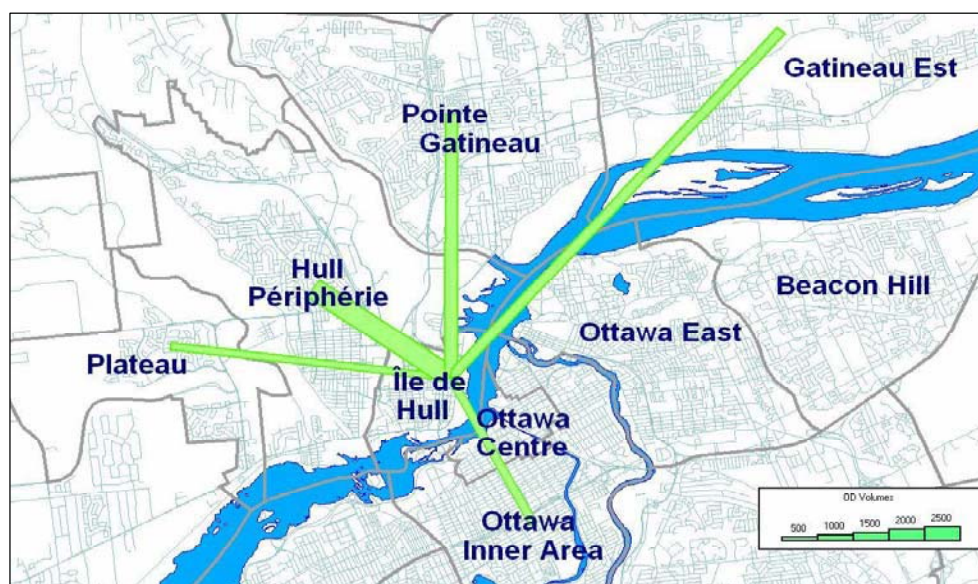 Gatineau Est
Pointe
Gatineau
Hull
Périphérie
Beacon Hill
Ottawa East
Plateau
Île de
Hull
Ottawa
Centre
Ottawa
Inner Area
OD Volumes
500 1000 1500 2000 2500